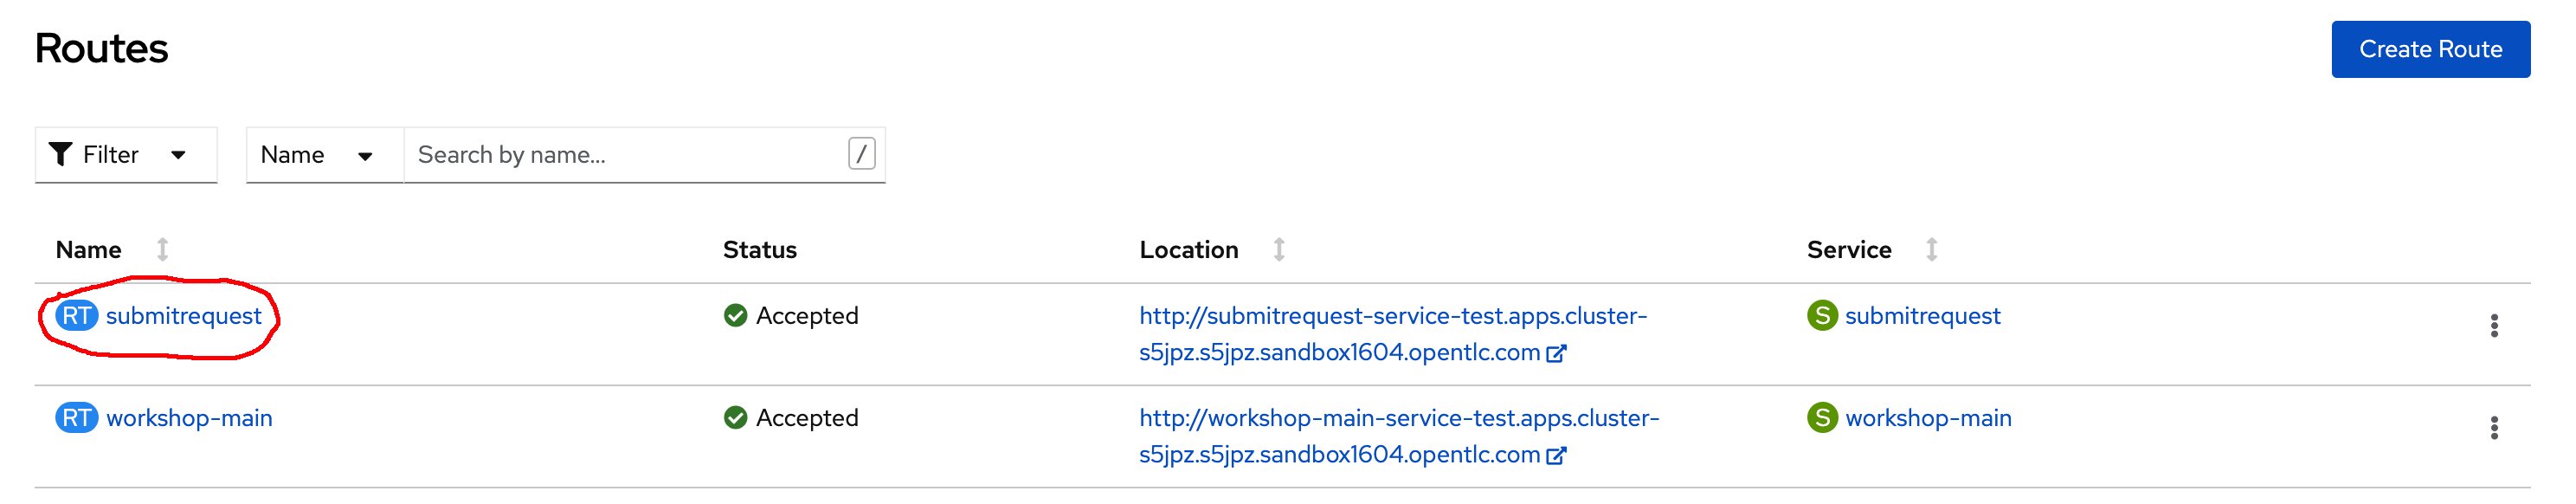 Routes
Create Route
Filter
Name
Search by name...
/
Name Status Location Service
RT submitrequest Accepted http://submitrequest-service-test.apps.cluster- S submitrequest
s5jpz.s5jpz.sandbox1604.opentlc.com
RT workshop-main Accepted http://workshop-main-service-test.apps.cluster- S workshop-main
s5jpz.s5jpz.sandbox1604.opentlc.com